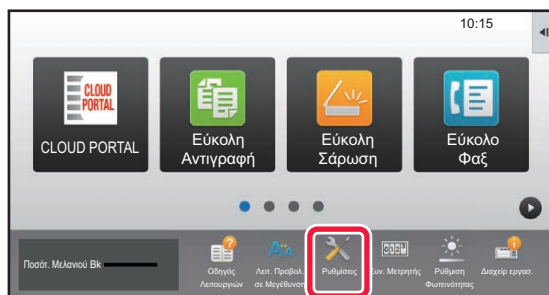 10:15
CLOUD
PORTAL
CLOUD PORTAL
Εύκολη
Αντιγραφή
Εύκολη
Σάρωση
Εύκολο
Φαξ
Ποσότ. Μελανιού Bk
Οδηγός
Λειτουργιών
Λειτ. Προβολ.
σε Μεγέθυνση
Ρυθμίσεις
Συν. Μετρητής
Ρύθμιση
Φωτεινότητας
Διαχείρ εργασ.